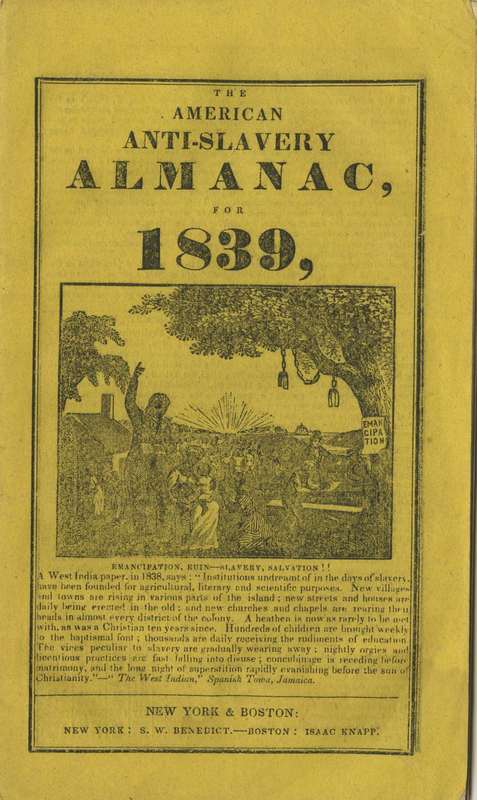 THE
AMERICAN
ANTI-SLAVERY
ALMANAC,
FOR
1839,
EMAN
CIPA
TION
EMANCIPATION, RUIN—SLAVERY, SALVATION!!
A West India paper, in 1838, says: "Institutions undreamt of in the days of slavery,
have been founded for agricultural, literary and scientific purposes. New villages
and towns are rising in various parts of the island; new streets and houses are
daily being erected in the old; and new churches and chapels are rearing their
heads in almost every district of the colony. A heathen is now as rarely to be met
with, as was a Christian ten years since. Hundreds of children are brought weekly
to the baptismal font; thousands are daily receiving the rudiments of education
The vices peculiar to slavery are gradually wearing away; nightly orgies and
licentious practices are fast falling into disuse; concubinage is receding before
matrimony, and the long night of superstition rapidly evanishing before the sun of
Christianity."—"The West Indian," Spanish Town, Jamaica.
NEW YORK & BOSTON:
NEW YORK: S. W. BENEDICT.—BOSTON: ISAAC KNAPP.